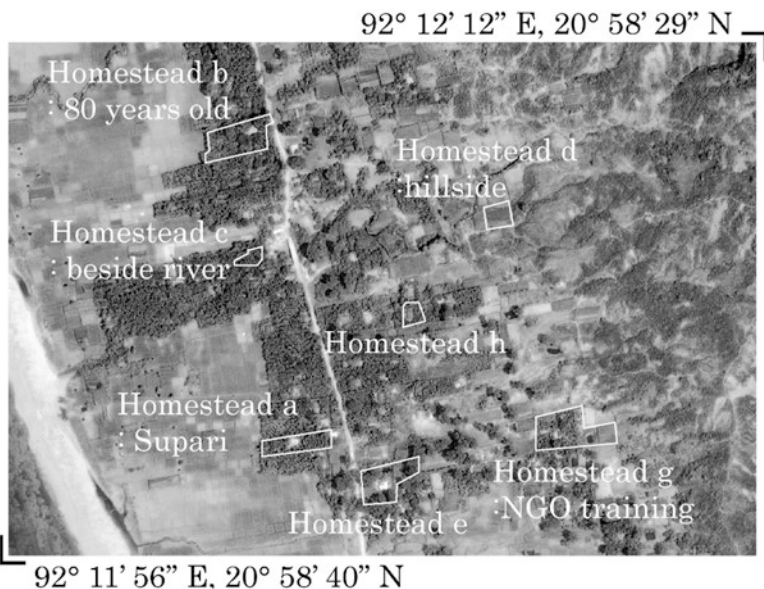 92° 12’ 12” E, 20° 58’ 29” N
Homestead b
: 80 years old
Homestead d
:hillside
Homestead c
: beside river
Homestead h
Homestead a
: Supari
Homestead g
:NGO training
Homestead e
92° 11’ 56” E, 20° 58’ 40” N